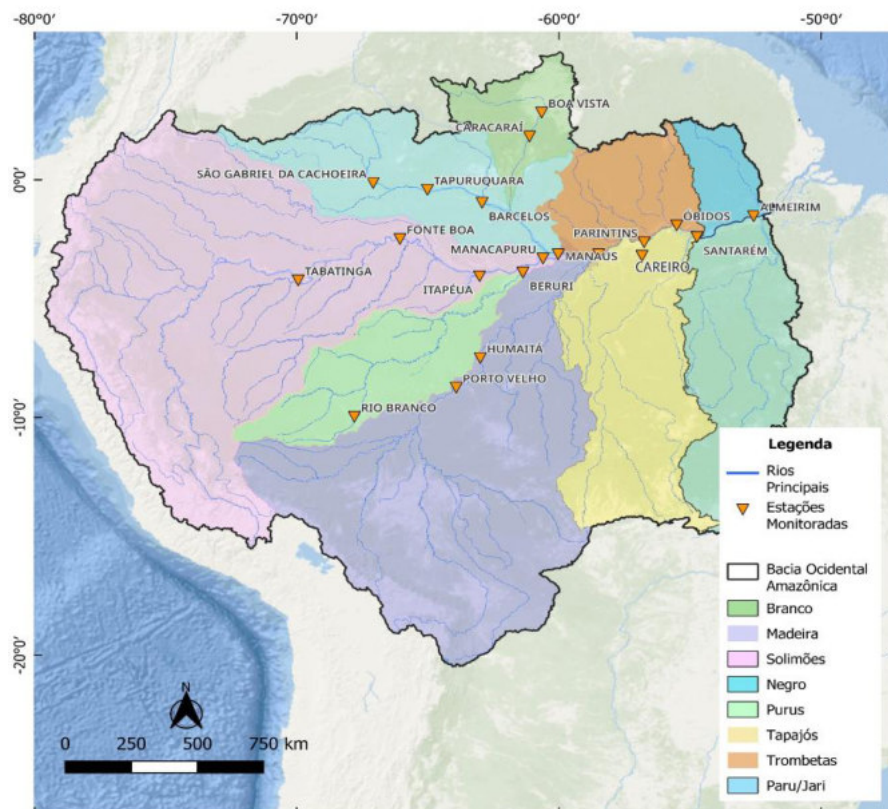 -80°0' -70°0' -60°0' -50°0'
BOA VISTA
CARACARAÍ
0°0'
SÃO GABRIEL DA CACHOEIRA
TAPURUQUARA
ALMEIRIM
BARCELOS
ÓBIDOS
FONTE BOA
PARINTINS
MANACAPURU
MANAUS
SANTARÉM
TABATINGA
CAREIRO
ITAPÉUA
BERURI
HUMAITÁ
PORTO VELHO
RIO BRANCO
-10°0'
-20°0'
N
0 250 500 750 km
Legenda
Rios
Principais
Estações
Monitoradas
Bacia Ocidental
Amazônica
Branco
Madeira
Solimões
Negro
Purus
Tapajós
Trombetas
Paru/Jari